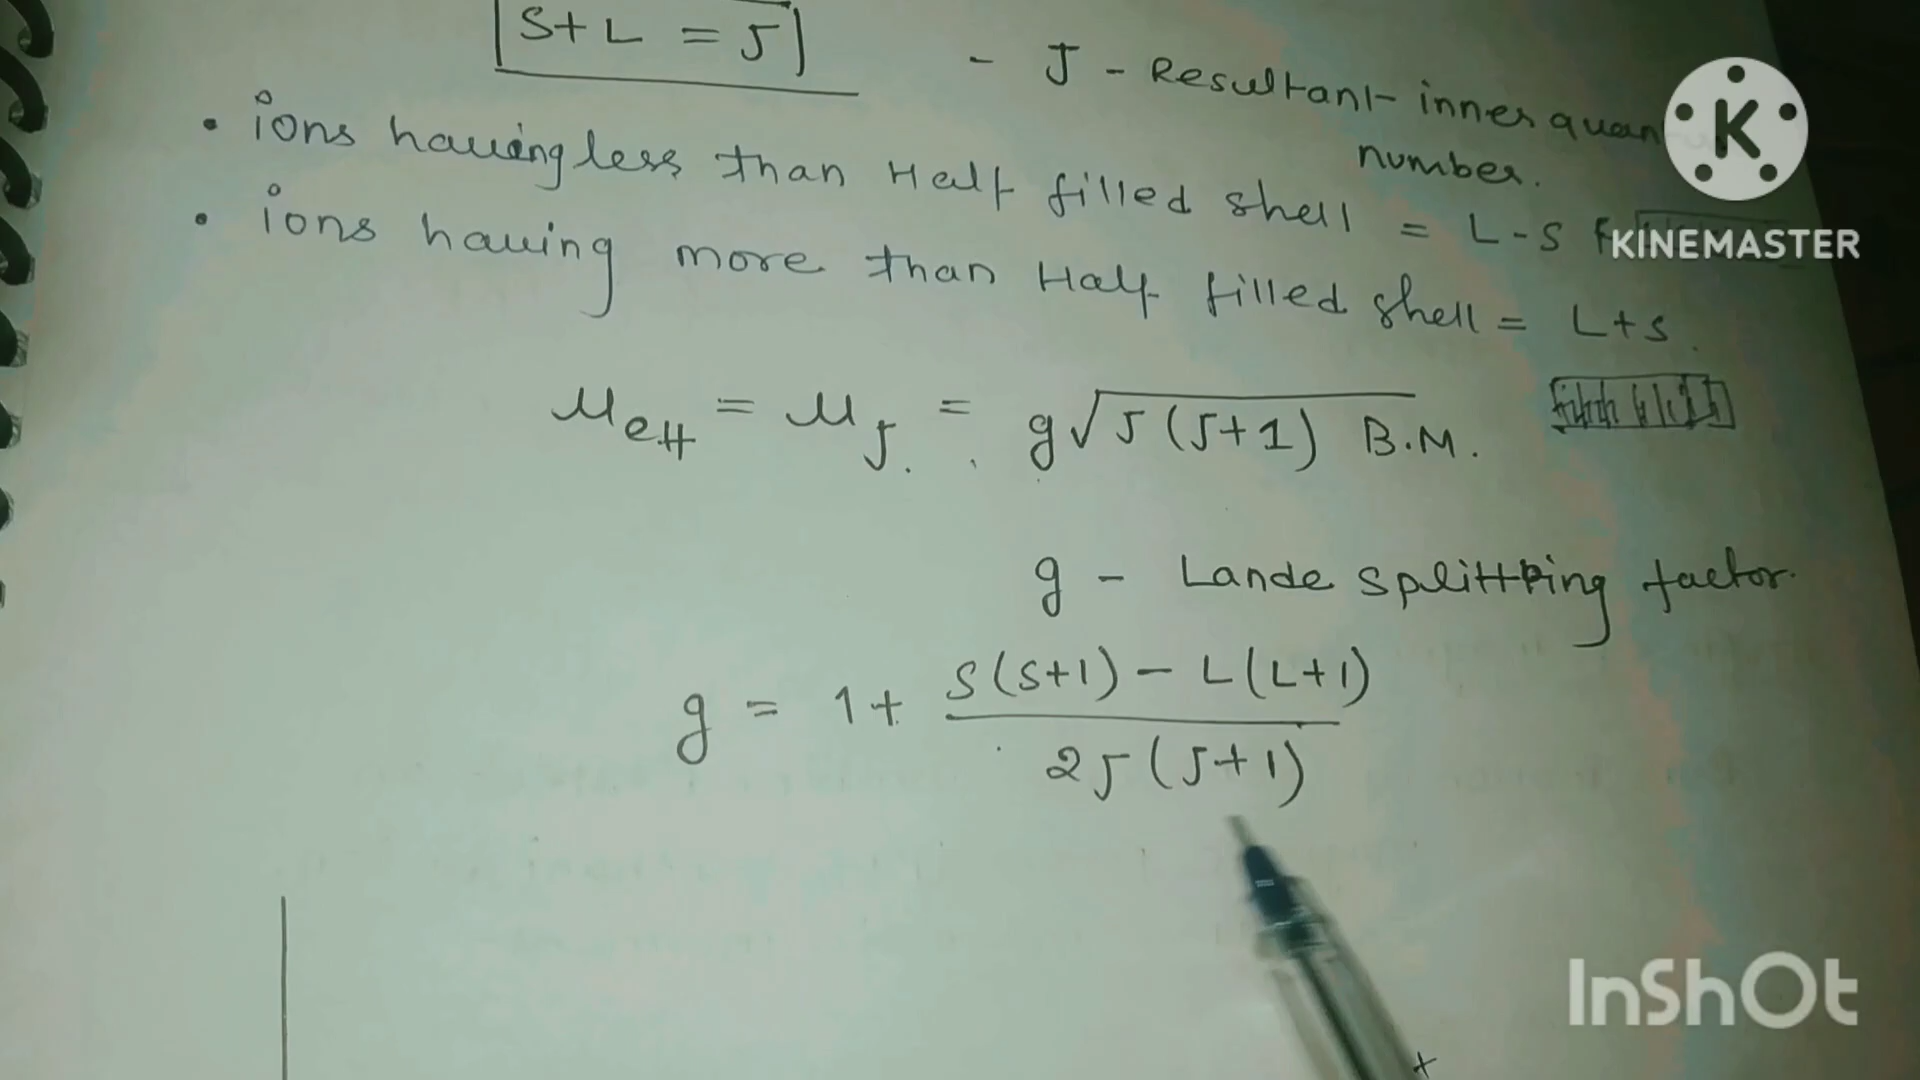 S+L = J
- J - Resultant inner quan
number.
• ions having less than Half filled shell = L-S
• ions having more than Half filled shell = L+S
μeff = μJ = g√J(J+1) B.M.
g - Lande splitting factor.
g = 1+ S(S+1) - L(L+1)
2J(J+1)
K
KINEMASTER
InShOt